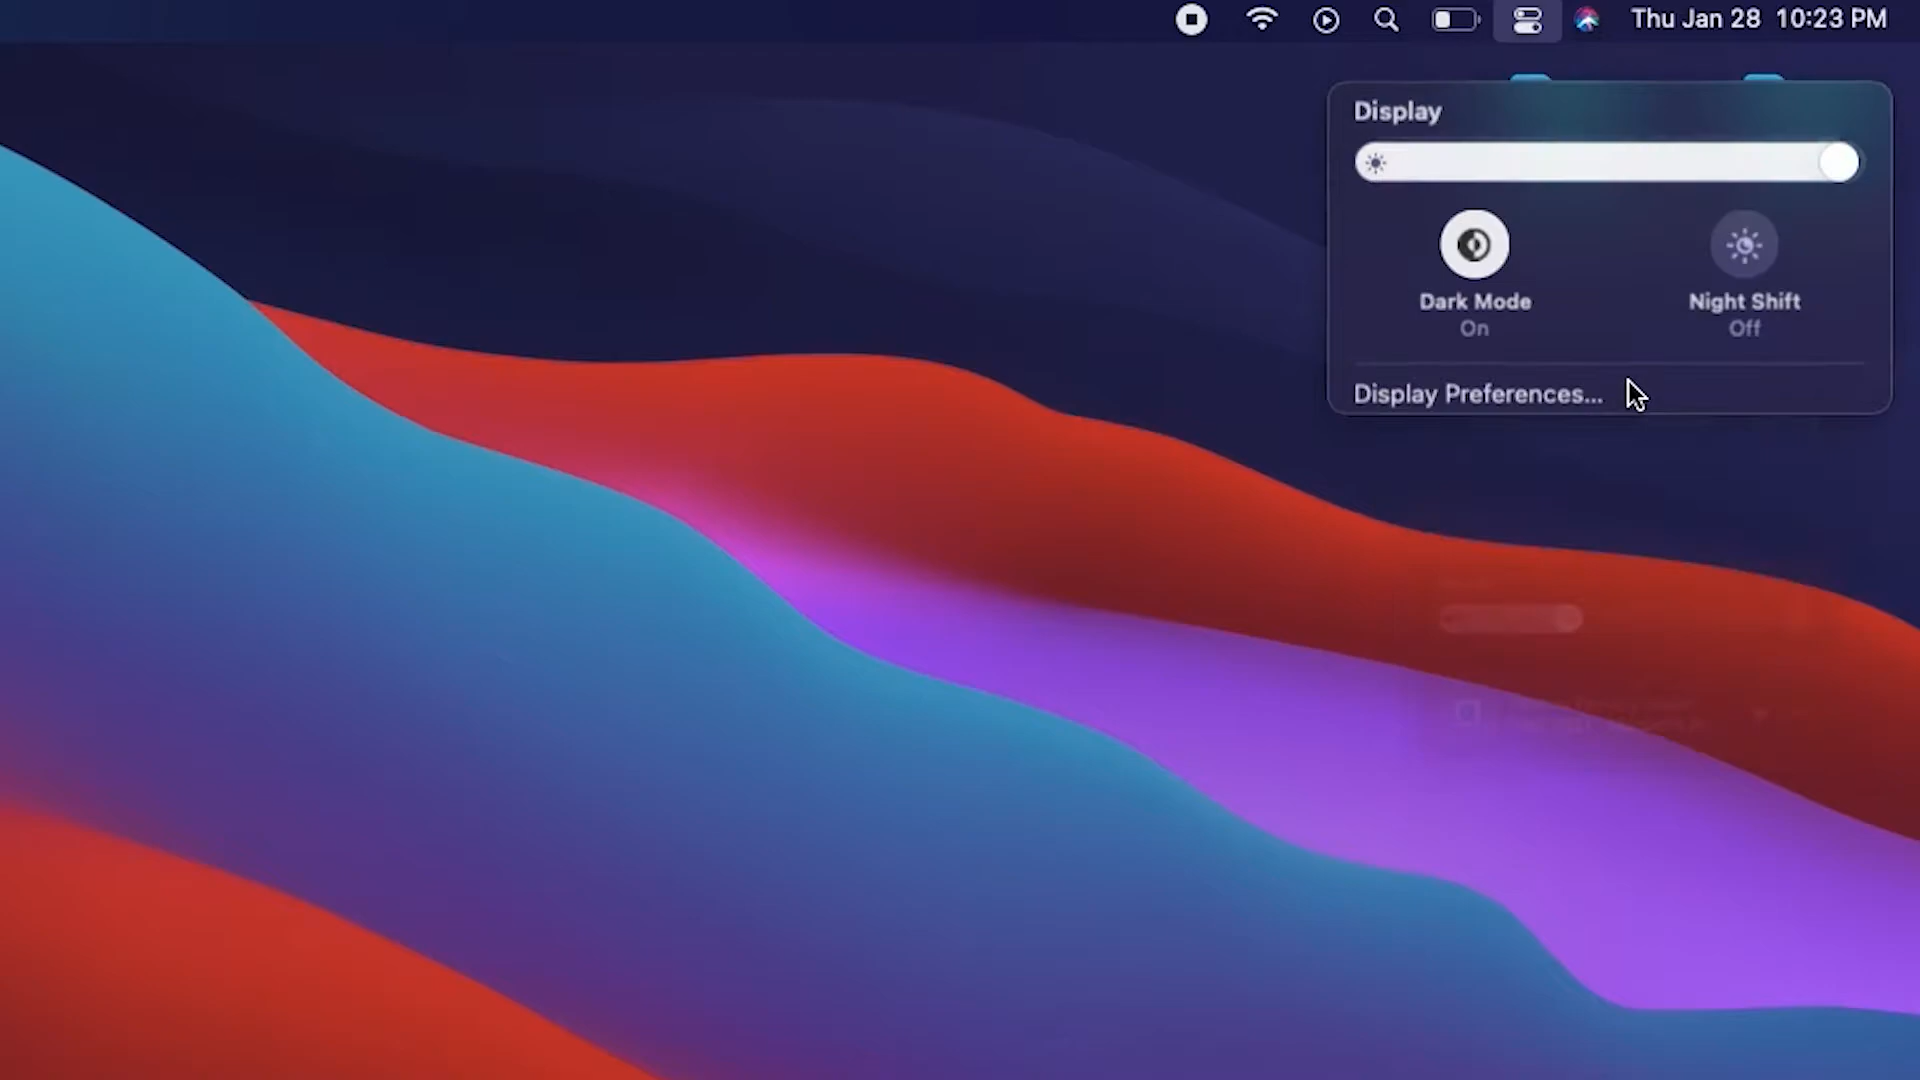 Thu Jan 28 10:23 PM
Display
Dark Mode
On
Night Shift
Off
Display Preferences...